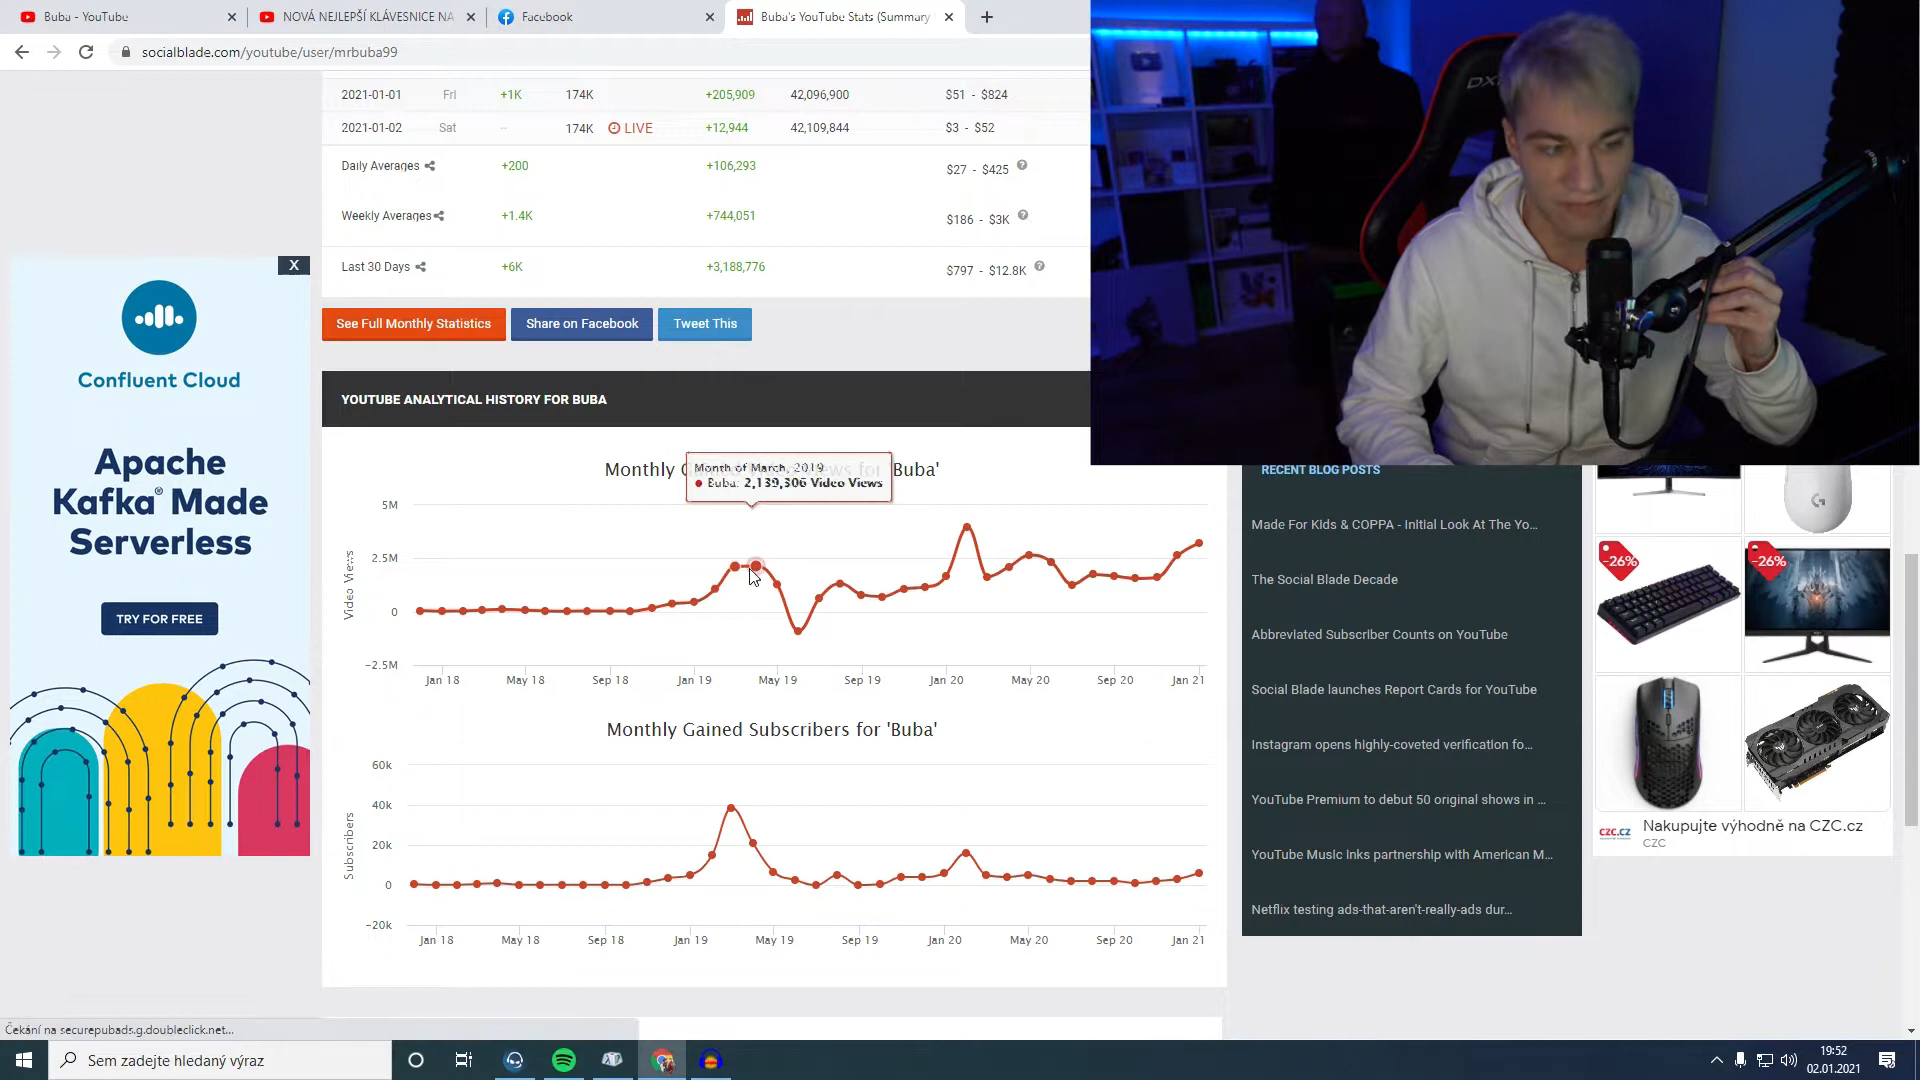 Buba - YouTube
NOVÁ NEJLEPŠÍ KLÁVESNICE NA
Facebook
Buba's YouTube Stats (Summary
socialblade.com/youtube/user/mrbuba99
2021-01-01 Fri +1K 174K +205,909 42,096,900 $51 - $824
2021-01-02 Sat -- 174K LIVE +12,944 42,109,844 $3 - $52
Daily Averages +200 +106,293 $27 - $425
Weekly Averages +1.4K +744,051 $186 - $3K
Last 30 Days +6K +3,188,776 $797 - $12.8K
See Full Monthly Statistics
Share on Facebook
Tweet This
YOUTUBE ANALYTICAL HISTORY FOR BUBA
Monthly Gained Video Views for 'Buba'
Month of March, 2019
Buba: 2,139,306 Video Views
5M
2.5M
0
-2.5M
Video Views
Jan 18 May 18 Sep 18 Jan 19 May 19 Sep 19 Jan 20 May 20 Sep 20 Jan 21
Monthly Gained Subscribers for 'Buba'
60k
40k
20k
0
-20k
Subscribers
Jan 18 May 18 Sep 18 Jan 19 May 19 Sep 19 Jan 20 May 20 Sep 20 Jan 21
X
Confluent Cloud
Apache
Kafka® Made
Serverless
TRY FOR FREE
DX
RECENT BLOG POSTS
Made For Kids & COPPA - Initial Look At The Yo...
The Social Blade Decade
Abbreviated Subscriber Counts on YouTube
Social Blade launches Report Cards for YouTube
Instagram opens highly-coveted verification fo...
YouTube Premium to debut 50 original shows in ...
YouTube Music inks partnership with American M...
Netflix testing ads-that-aren't-really-ads dur...
-26%
-26%
CZC.cz
Nakupujte výhodně na CZC.cz
CZC
Čekání na securepubads.g.doubleclick.net...
Sem zadejte hledaný výraz
19:52
02.01.2021